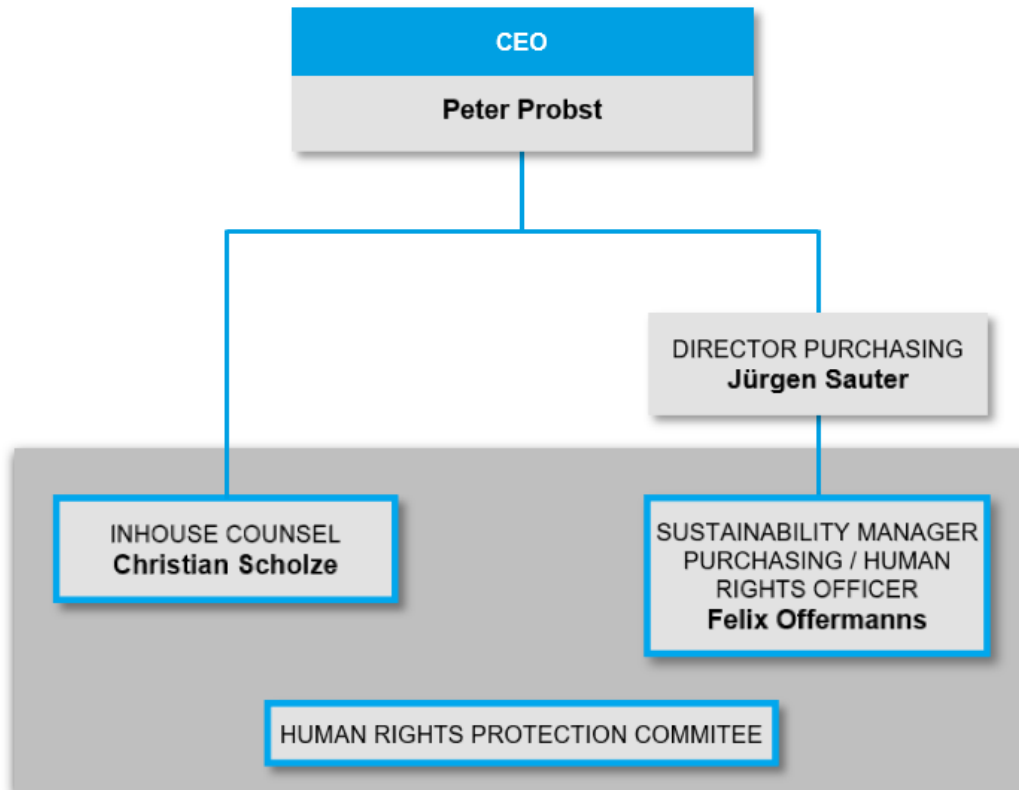 CEO
Peter Probst
DIRECTOR PURCHASING
Jürgen Sauter
INHOUSE COUNSEL
Christian Scholze
SUSTAINABILITY MANAGER
PURCHASING / HUMAN
RIGHTS OFFICER
Felix Offermanns
HUMAN RIGHTS PROTECTION COMMITEE